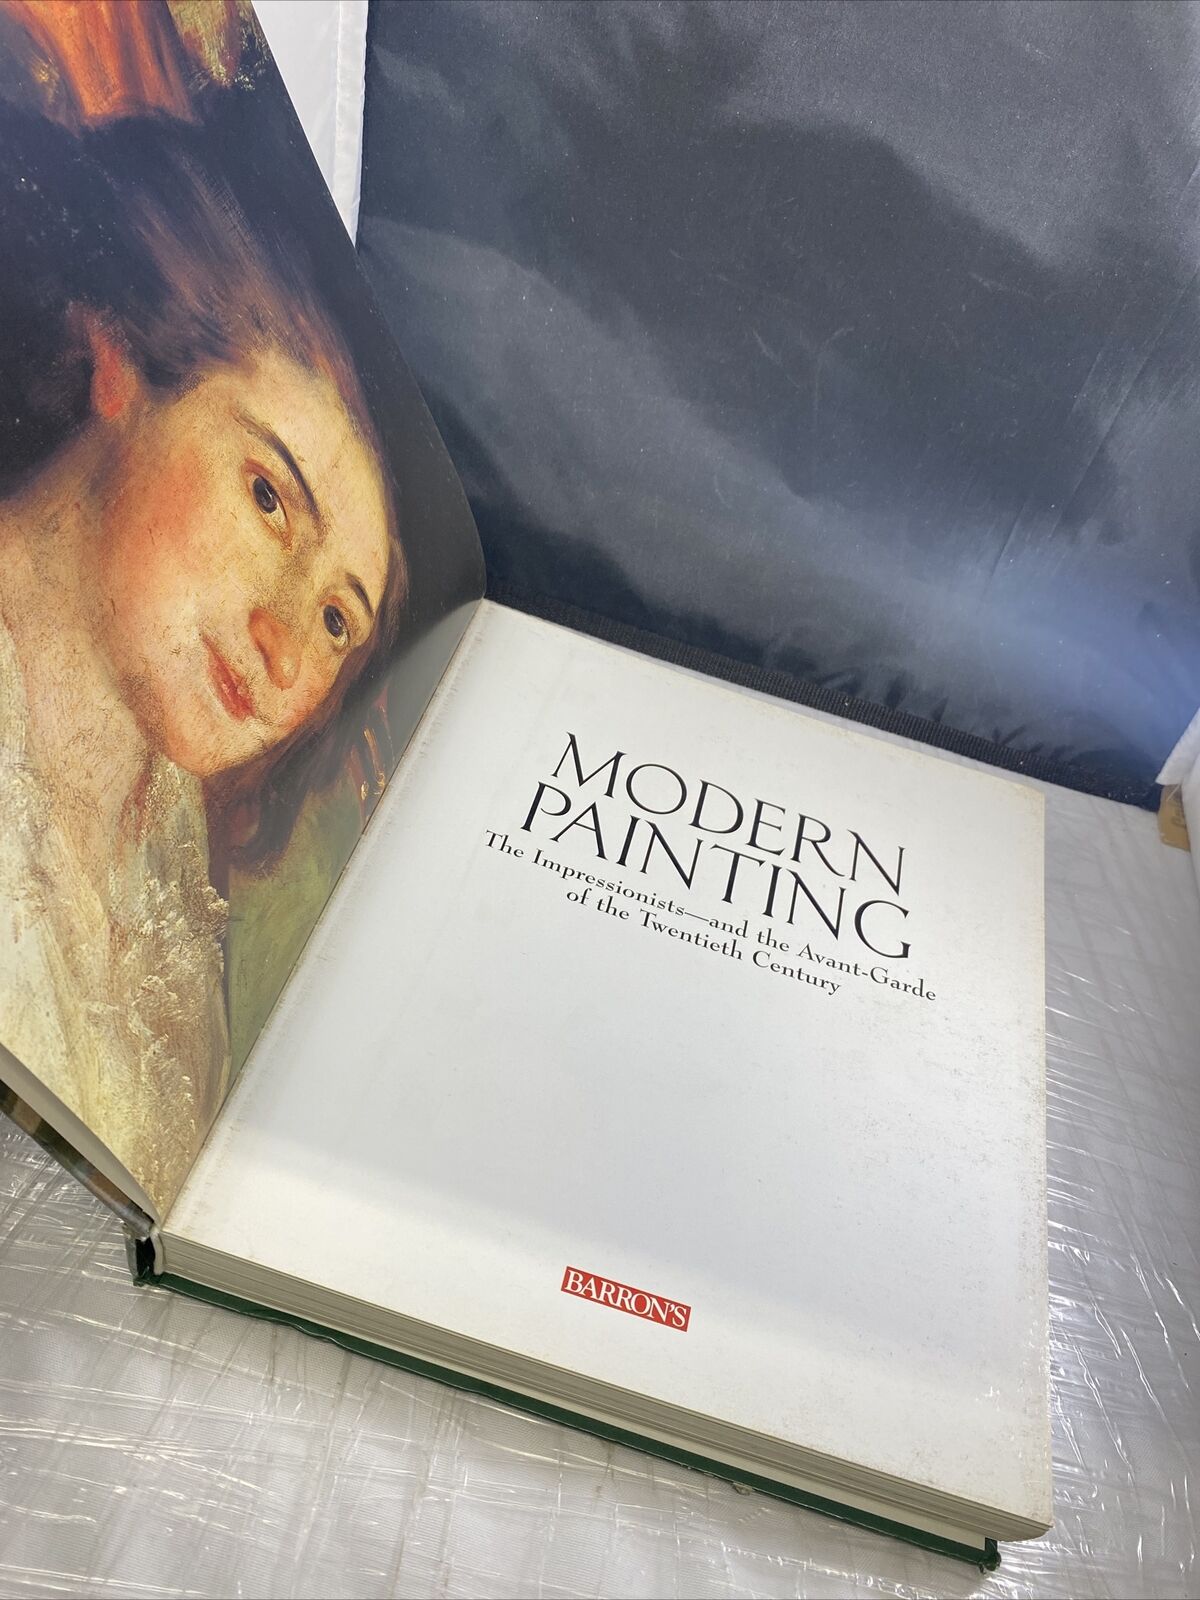 MODERN
PAINTING
The Impressionists—and the Avant-Garde
of the Twentieth Century
BARRON'S